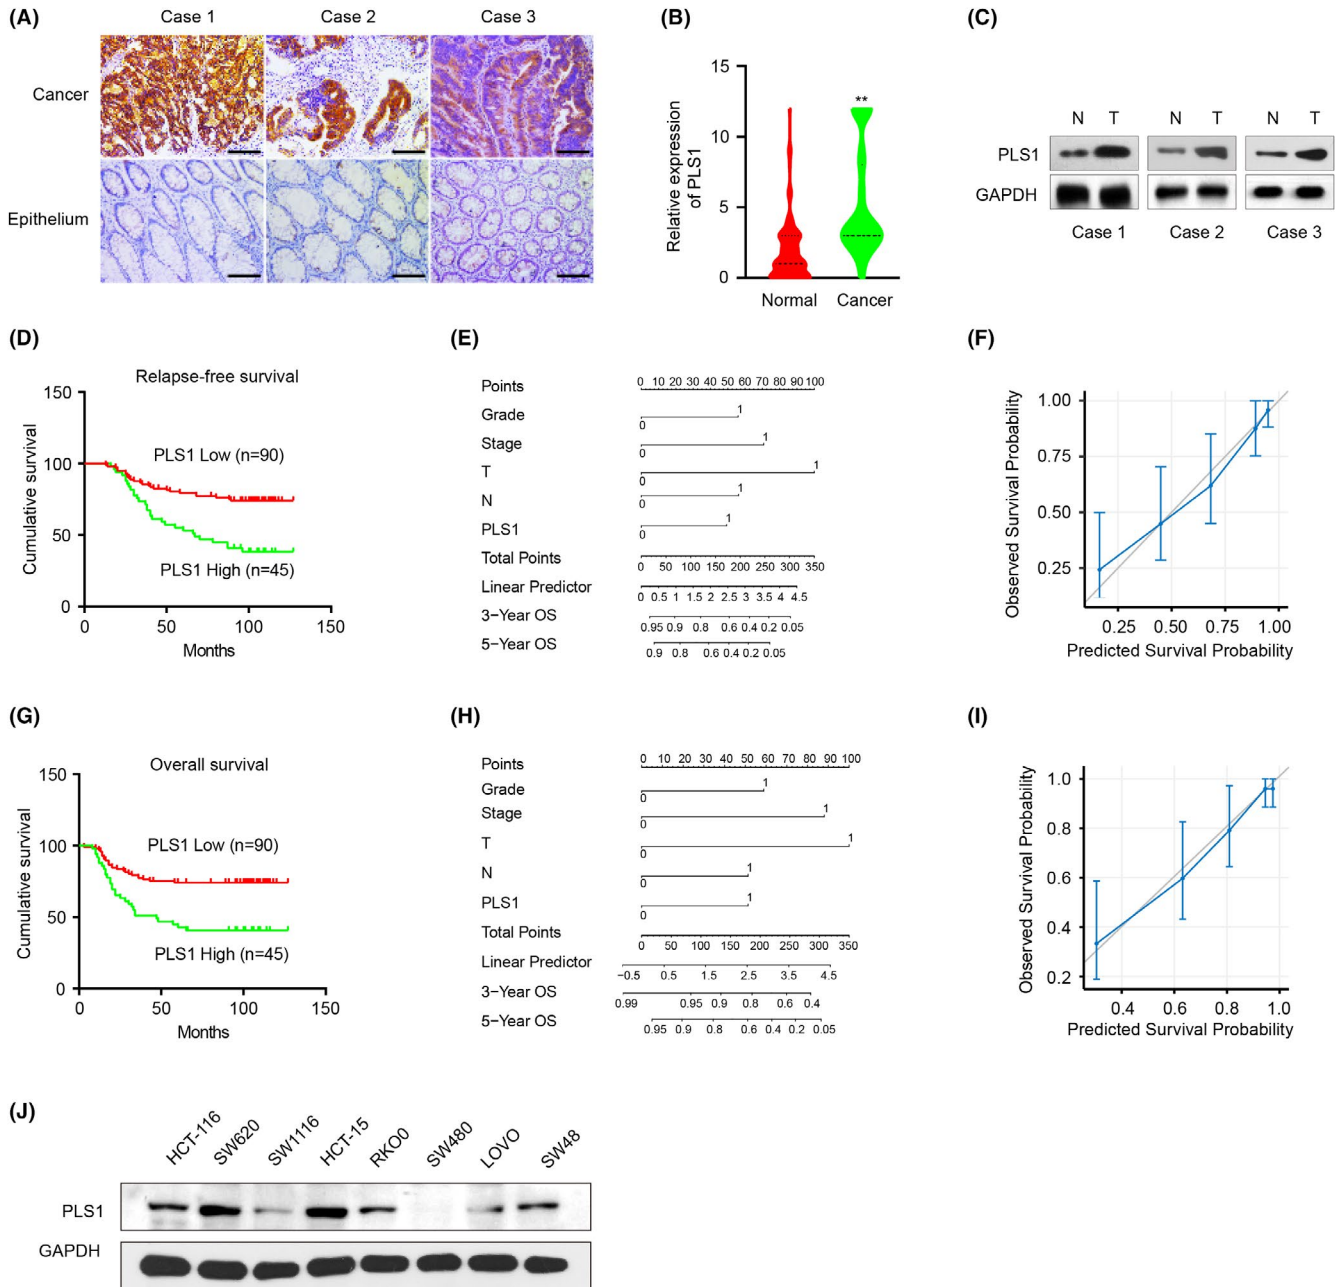 (A)
Case 1 Case 2 Case 3
Cancer
Epithelium
(B)
Relative expression
of PLS1
15
10
5
0
**
Normal Cancer
(C)
N T N T N T
PLS1
GAPDH
Case 1 Case 2 Case 3
(D)
Relapse-free survival
Cumulative survival
150
100
50
0
PLS1 Low (n=90)
PLS1 High (n=45)
0 50 100 150
Months
(E)
Points 0 10 20 30 40 50 60 70 80 90 100
Grade 0 1
Stage 0 1
T 0 1
N 0 1
PLS1 0 1
Total Points 0 50 100 150 200 250 300 350
Linear Predictor 0 0.5 1 1.5 2 2.5 3 3.5 4 4.5
3−Year OS 0.95 0.9 0.8 0.6 0.4 0.2 0.05
5−Year OS 0.9 0.8 0.6 0.4 0.2 0.05
(F)
Observed Survival Probability
1.00
0.75
0.50
0.25
0.25 0.50 0.75 1.00
Predicted Survival Probability
(G)
Overall survival
Cumulative survival
150
100
50
0
PLS1 Low (n=90)
PLS1 High (n=45)
0 50 100 150
Months
(H)
Points 0 10 20 30 40 50 60 70 80 90 100
Grade 0 1
Stage 0 1
T 0 1
N 0 1
PLS1 0 1
Total Points 0 50 100 150 200 250 300 350
Linear Predictor −0.5 0.5 1.5 2.5 3.5 4.5
3−Year OS 0.99 0.95 0.9 0.8 0.6 0.4
5−Year OS 0.95 0.9 0.8 0.6 0.4 0.2 0.05
(I)
Observed Survival Probability
1.0
0.8
0.6
0.4
0.2
0.4 0.6 0.8 1.0
Predicted Survival Probability
(J)
HCT-116 SW620 SW1116 HCT-15 RKO0 SW480 LOVO SW48
PLS1
GAPDH